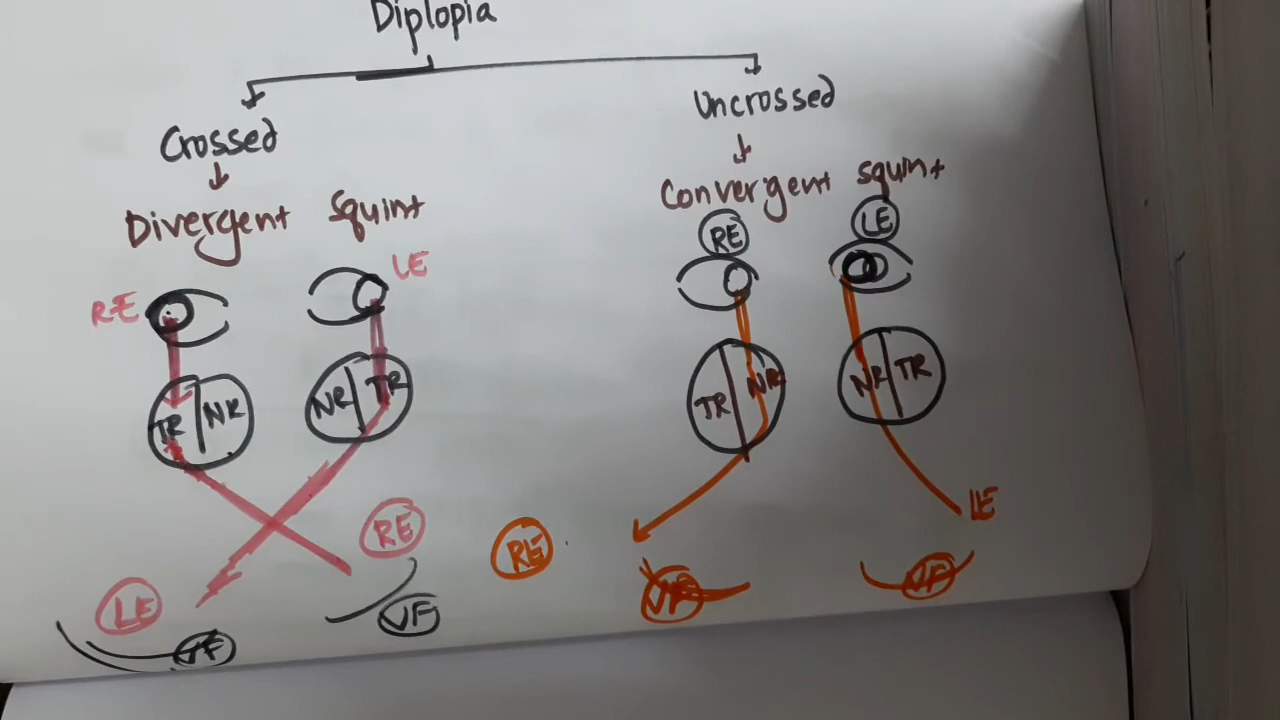 Diplopia
Crossed
Uncrossed
Divergent Squint
Convergent squint
RE
LE
RE
LE
TR NR
NR TR
TR NR
NR TR
LE
RE
RE
LE
VF
VF
VF
VF